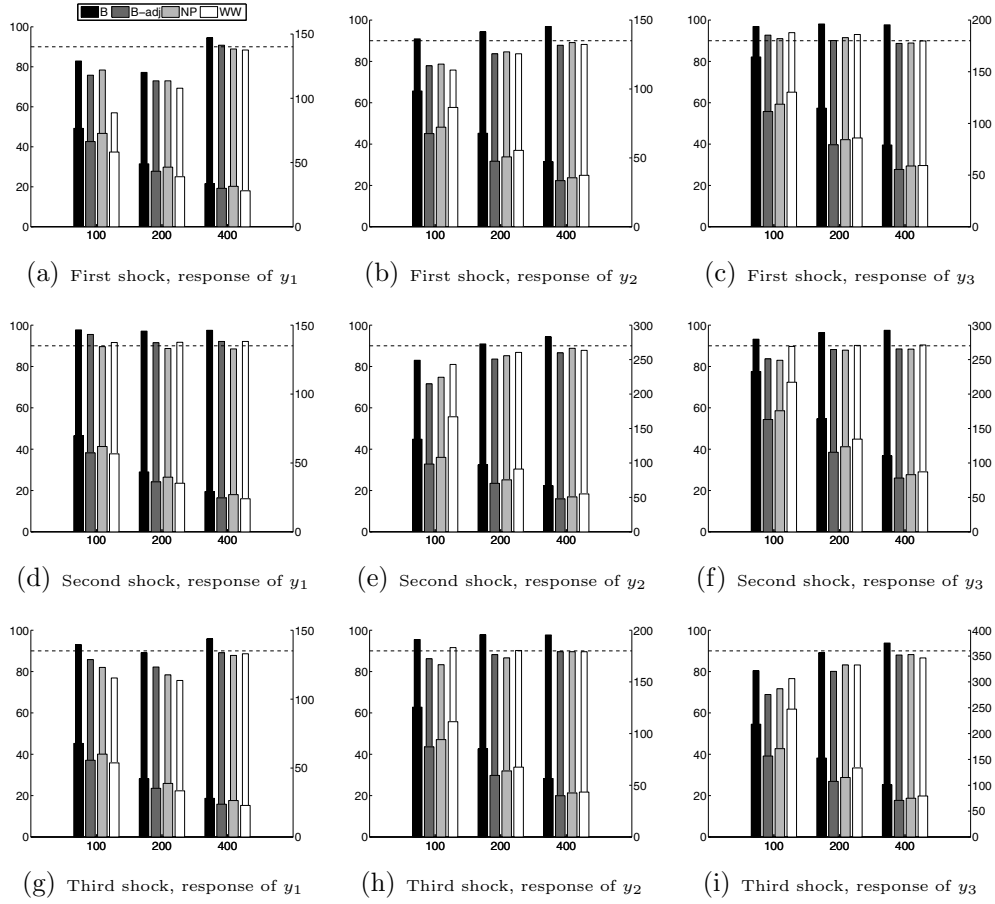 B B-adj NP WW
100 80 60 40 20 0 100 200 400 150 100 50 0
100 80 60 40 20 0 100 200 400 150 100 50 0
100 80 60 40 20 0 100 200 400 200 150 100 50 0
(a) First shock, response of y1
(b) First shock, response of y2
(c) First shock, response of y3
100 80 60 40 20 0 100 200 400 150 100 50 0
100 80 60 40 20 0 100 200 400 300 250 200 150 100 50 0
100 80 60 40 20 0 100 200 400 300 250 200 150 100 50 0
(d) Second shock, response of y1
(e) Second shock, response of y2
(f) Second shock, response of y3
100 80 60 40 20 0 100 200 400 150 100 50 0
100 80 60 40 20 0 100 200 400 200 150 100 50 0
100 80 60 40 20 0 100 200 400 400 350 300 250 200 150 100 50 0
(g) Third shock, response of y1
(h) Third shock, response of y2
(i) Third shock, response of y3